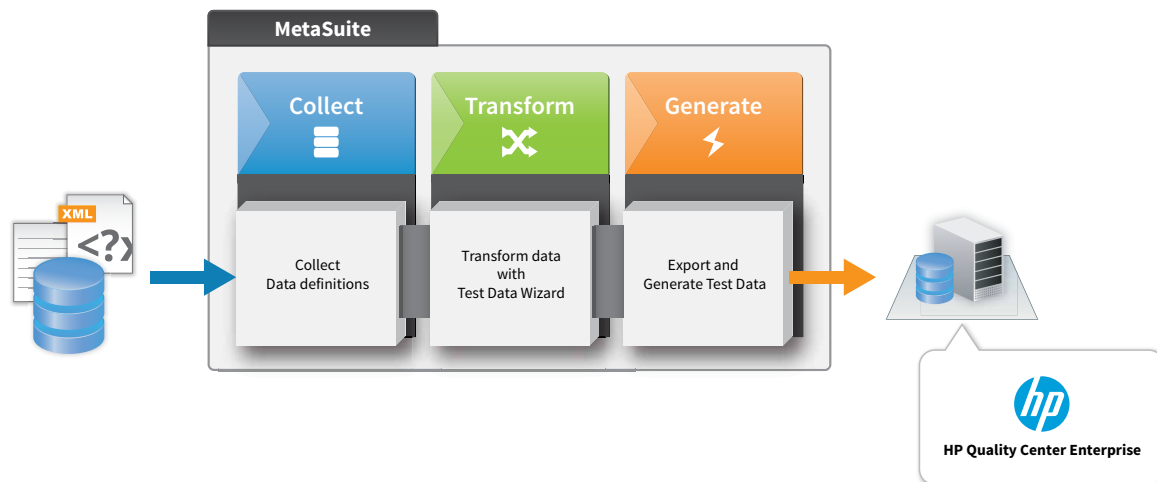 MetaSuite
Collect
Transform
Generate
XML
<?x
Collect
Data definitions
Transform data
with
Test Data Wizard
Export and
Generate Test Data
hp
HP Quality Center Enterprise